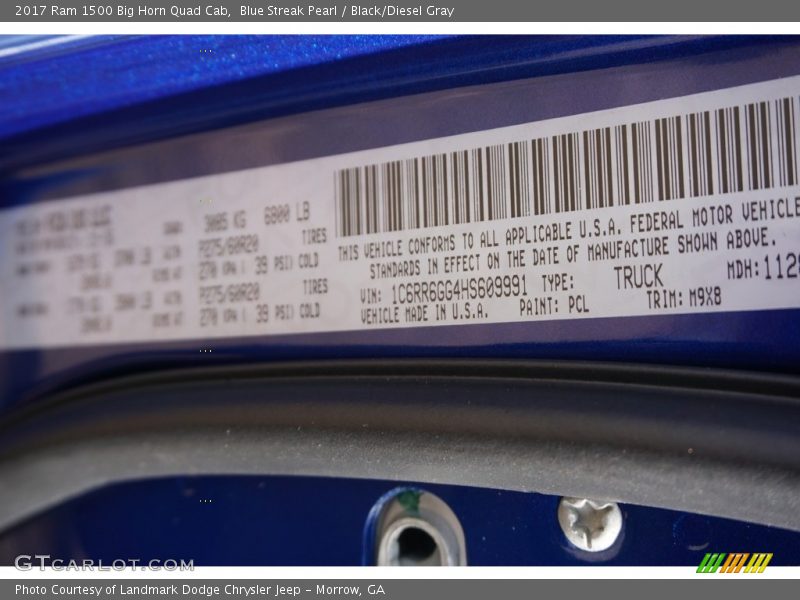 2017 Ram 1500 Big Horn Quad Cab, Blue Streak Pearl / Black/Diesel Gray
3085 KG 6800 LB
P275/60R20 TIRES
270 KPA ( 39 PSI) COLD
P275/60R20 TIRES
270 KPA ( 39 PSI) COLD
THIS VEHICLE CONFORMS TO ALL APPLICABLE U.S.A. FEDERAL MOTOR VEHICLE
STANDARDS IN EFFECT ON THE DATE OF MANUFACTURE SHOWN ABOVE.
VIN: 1C6RR6GG4HS609991 TYPE: TRUCK MDH:
VEHICLE MADE IN U.S.A. PAINT: PCL TRIM: M9X8
GTCARLOT.COM
Photo Courtesy of Landmark Dodge Chrysler Jeep - Morrow, GA